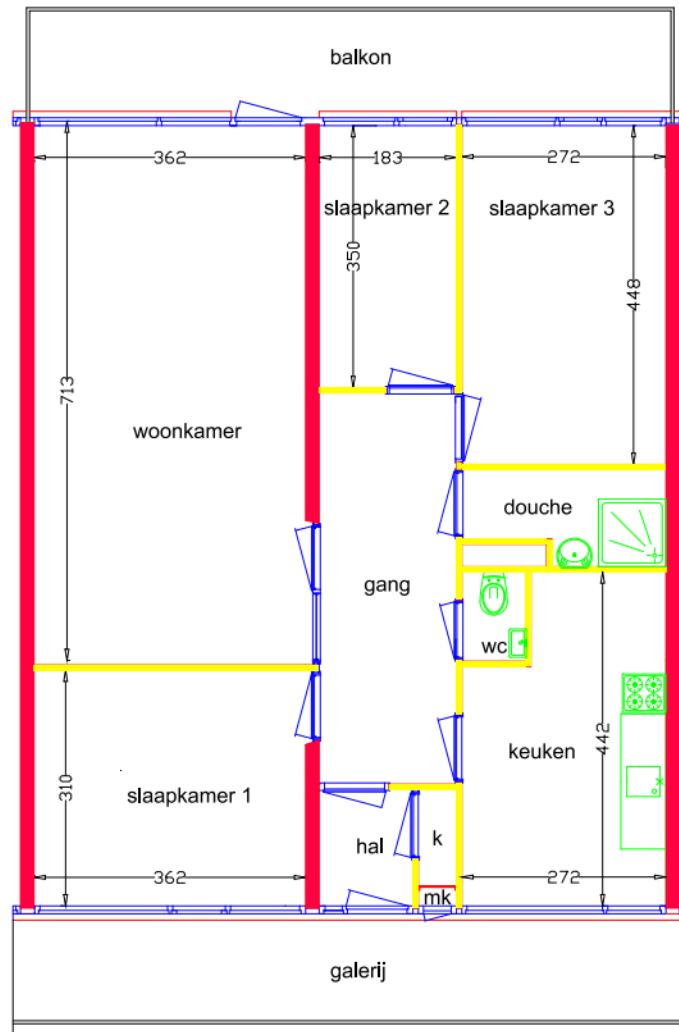 balkon
362
183
272
slaapkamer 2
slaapkamer 3
350
448
713
woonkamer
douche
gang
wc
keuken
442
310
slaapkamer 1
hal
k
362
272
mk
galerij